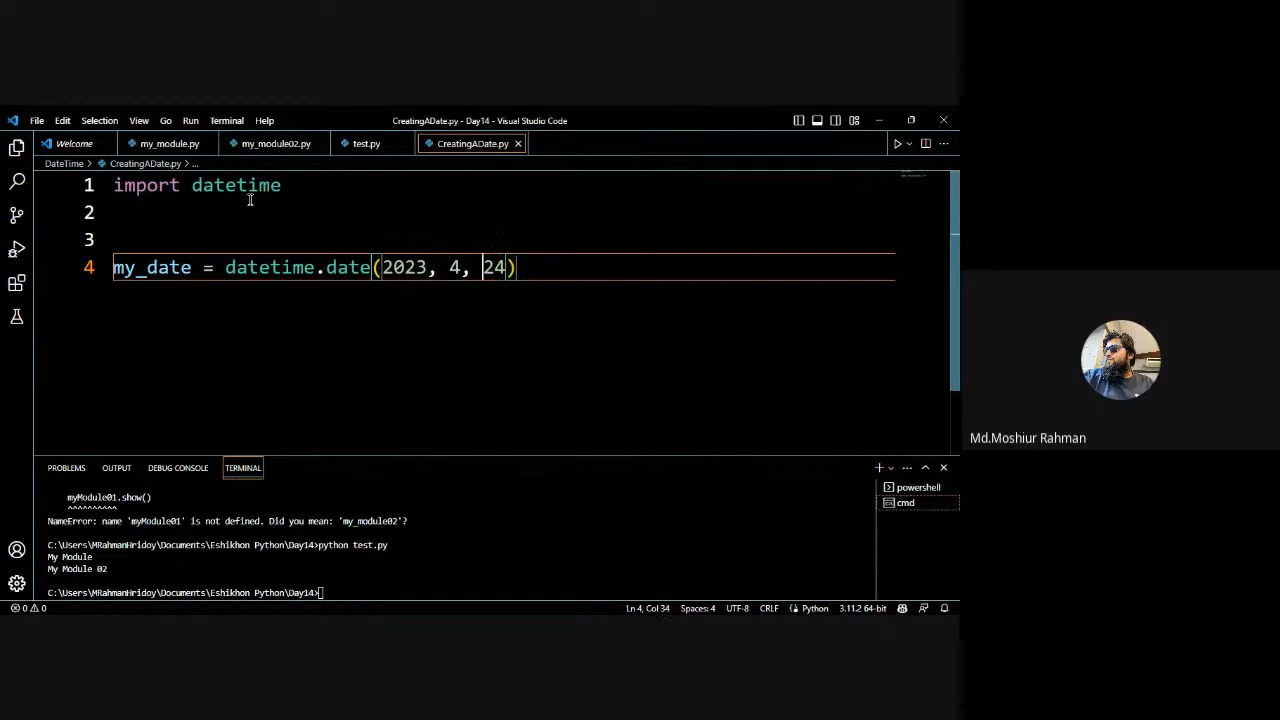 File Edit Selection View Go Run Terminal Help CreatingADate.py - Day14 - Visual Studio Code
Welcome my_module.py my_module02.py test.py CreatingADate.py
DateTime > CreatingADate.py > ...
1 import datetime
2
3
4 my_date = datetime.date(2023, 4, 24)
Md.Moshiur Rahman
PROBLEMS OUTPUT DEBUG CONSOLE TERMINAL
powershell
cmd
myModule01.show()
^^^^^^^^^^
NameError: name 'myModule01' is not defined. Did you mean: 'my_module02'?
C:\Users\MRahmanHridoy\Documents\Eshikhon Python\Day14>python test.py
My Module
My Module 02
C:\Users\MRahmanHridoy\Documents\Eshikhon Python\Day14>
0 0 Ln 4, Col 34 Spaces: 4 UTF-8 CRLF Python 3.11.2 64-bit